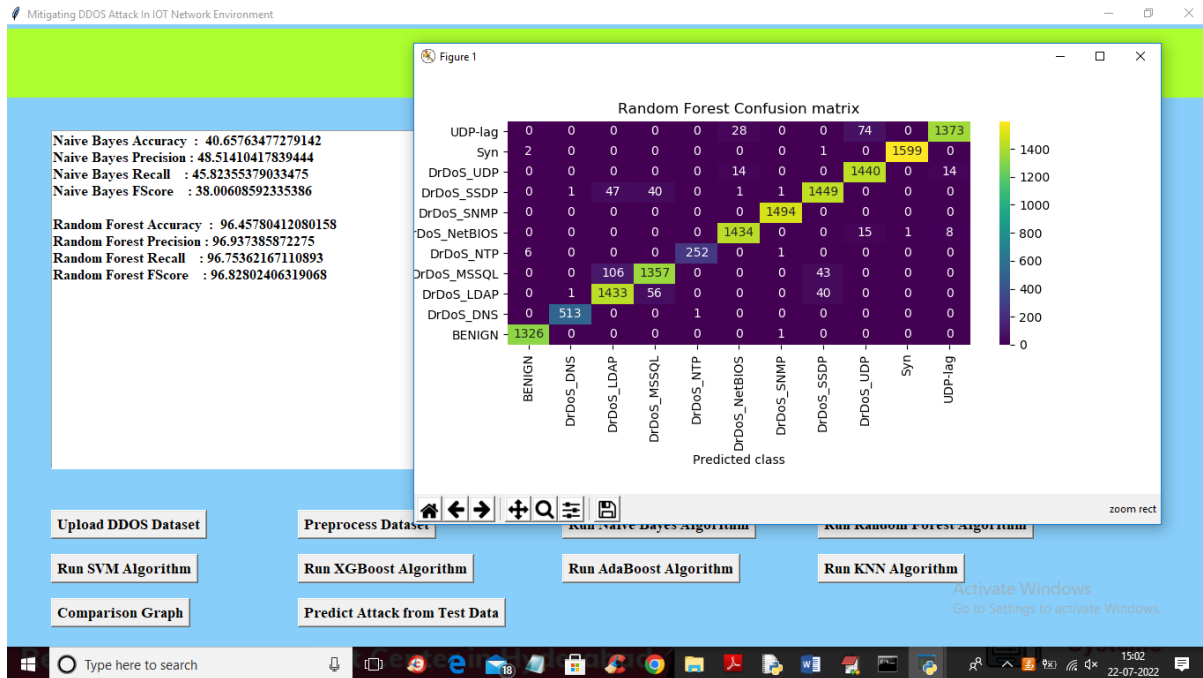 Mitigating DDOS Attack In IOT Network Environment
Figure 1
Naive Bayes Accuracy : 40.65763477279142
Naive Bayes Precision : 48.51410417839444
Naive Bayes Recall : 45.82355379033475
Naive Bayes FScore : 38.00608592335386
Random Forest Accuracy : 96.45780412080158
Random Forest Precision : 96.937385872275
Random Forest Recall : 96.75362167110893
Random Forest FScore : 96.82802406319068
Random Forest Confusion matrix
UDP-lag 0 0 0 0 0 28 0 0 74 0 1373
Syn 2 0 0 0 0 0 0 1 0 1599 0
DrDoS_UDP 0 0 0 0 0 14 0 0 1440 0 14
DrDoS_SSDP 0 1 47 40 0 1 1 1449 0 0 0
DrDoS_SNMP 0 0 0 0 0 0 1494 0 0 0 0
rDoS_NetBIOS 0 0 0 0 0 1434 0 0 15 1 8
DrDoS_NTP 6 0 0 0 252 0 1 0 0 0 0
DrDoS_MSSQL 0 0 106 1357 0 0 0 43 0 0 0
DrDoS_LDAP 0 1 1433 56 0 0 0 40 0 0 0
DrDoS_DNS 0 513 0 0 1 0 0 0 0 0 0
BENIGN 1326 0 0 0 0 0 1 0 0 0 0
BENIGN DrDoS_DNS DrDoS_LDAP DrDoS_MSSQL DrDoS_NTP DrDoS_NetBIOS DrDoS_SNMP DrDoS_SSDP DrDoS_UDP Syn UDP-lag
Predicted class
1400
1200
1000
800
600
400
200
0
zoom rect
Upload DDOS Dataset Preprocess Dataset Run Naive Bayes Algorithm Run Random Forest Algorithm
Run SVM Algorithm Run XGBoost Algorithm Run AdaBoost Algorithm Run KNN Algorithm
Comparison Graph Predict Attack from Test Data
Activate Windows
Go to Settings to activate Windows.
Type here to search
18
15:02
22-07-2022